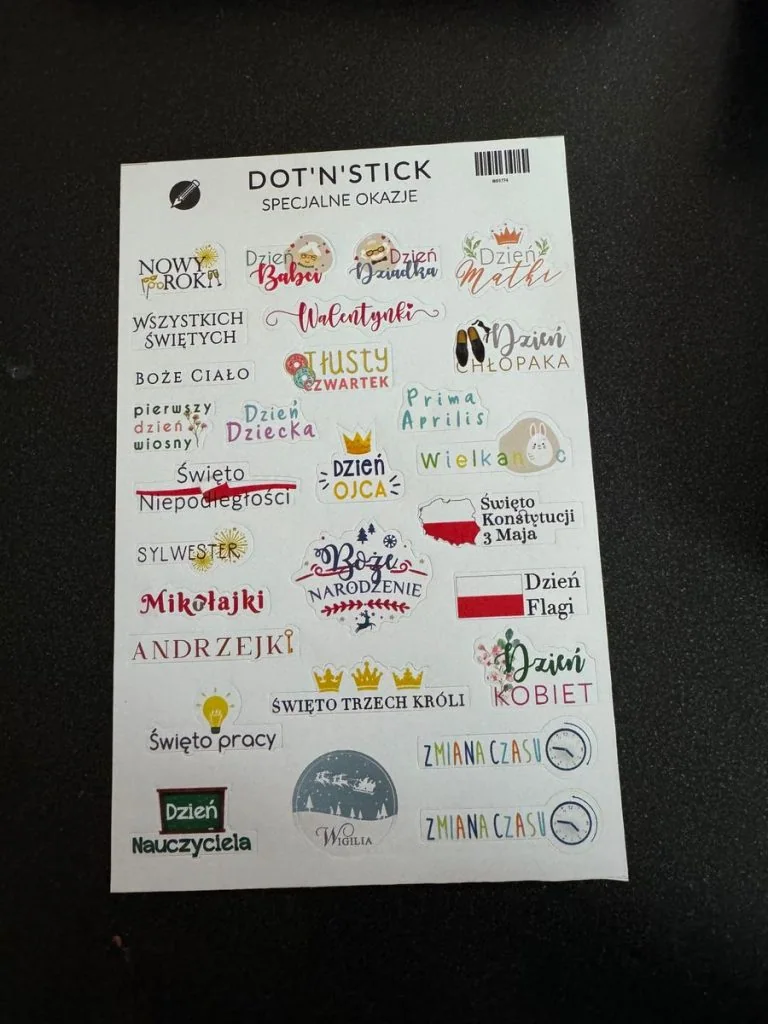 DOT'N'STICK
SPECJALNE OKAZJE
NOWY
ROK
Dzień
Babci
Dzień
Dziadka
Dzień
Matki
WSZYSTKICH
ŚWIĘTYCH
Walentynki
Dzień
CHŁOPAKA
BOŻE CIAŁO
TŁUSTY
CZWARTEK
pierwszy
dzień
wiosny
Dzień
Dziecka
Prima
Aprilis
DZIEŃ
OJCA
Wielkanoc
Święto
Niepodległości
Święto
Konstytucji
3 Maja
SYLWESTER
Boże
NARODZENIE
Mikołajki
Dzień
Flagi
ANDRZEJKI
Dzień
KOBIET
ŚWIĘTO TRZECH KRÓLI
Święto pracy
ZMIANA CZASU
Dzień
Nauczyciela
WIGILIA
ZMIANA CZASU